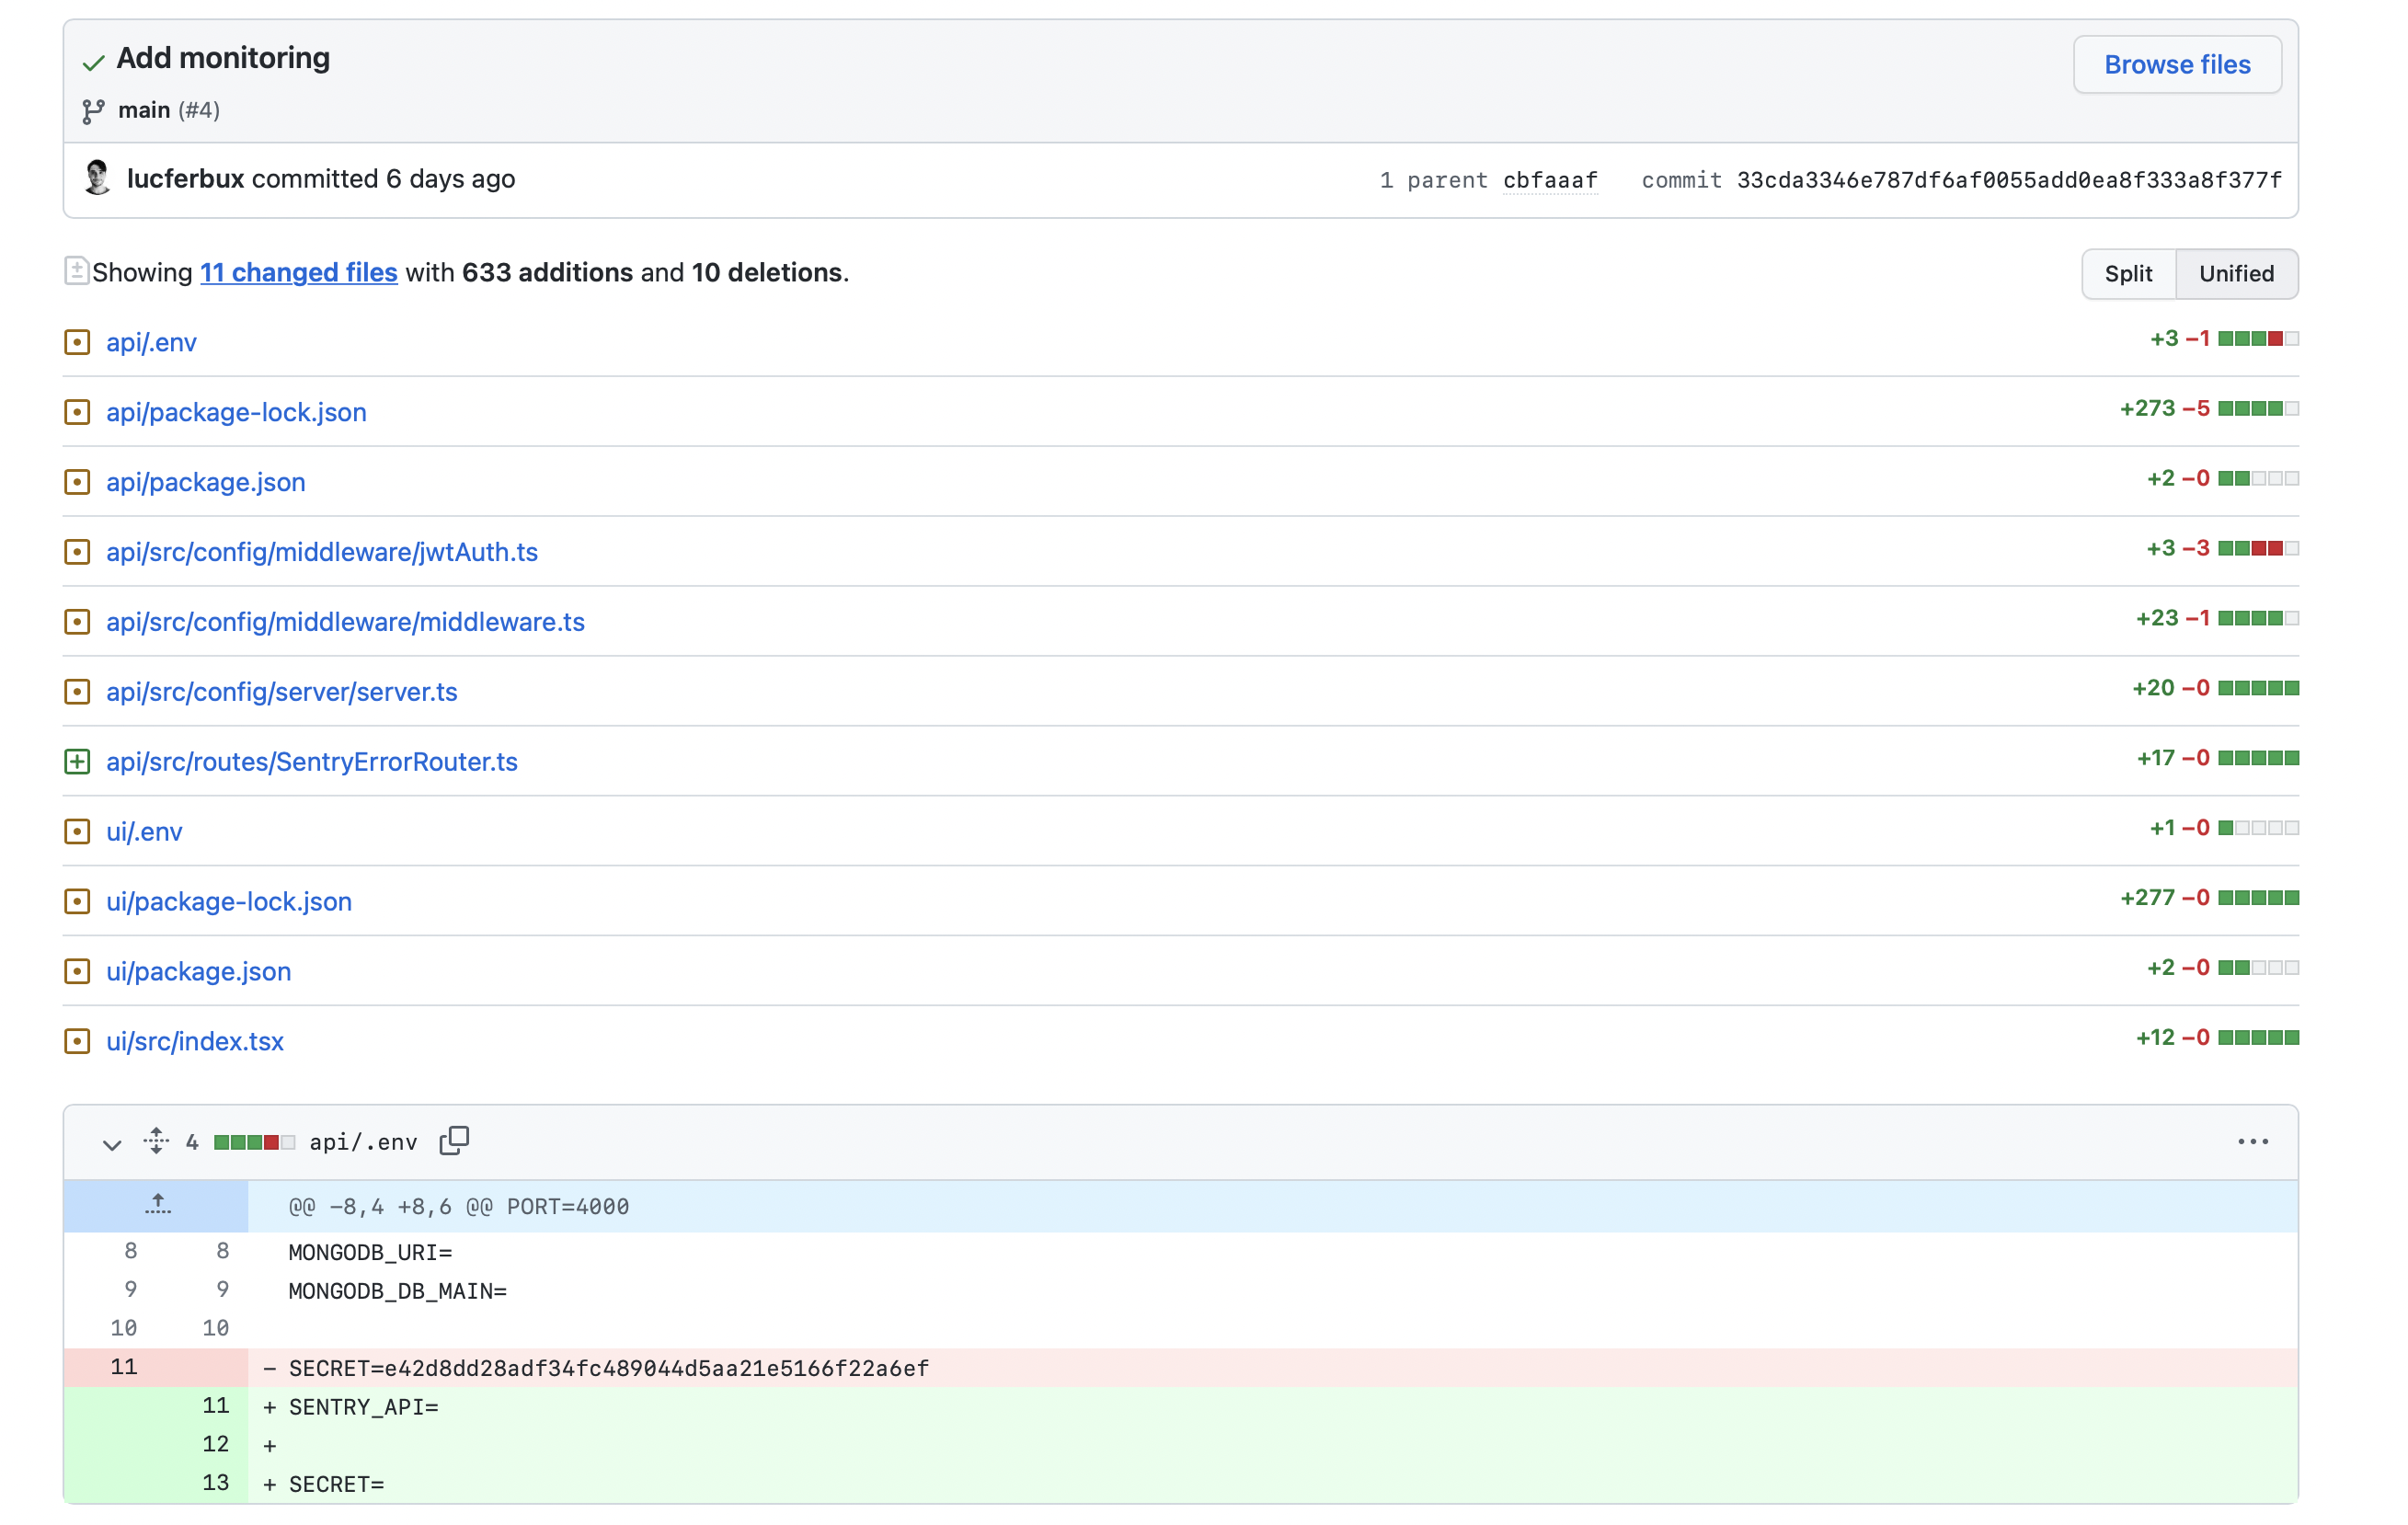 Add monitoring
Browse files
main (#4)
lucferbux committed 6 days ago
1 parent cbfaaaf commit 33cda3346e787df6af0055add0ea8f333a8f377f
Showing 11 changed files with 633 additions and 10 deletions.
Split Unified
api/.env +3 −1
api/package-lock.json +273 −5
api/package.json +2 −0
api/src/config/middleware/jwtAuth.ts +3 −3
api/src/config/middleware/middleware.ts +23 −1
api/src/config/server/server.ts +20 −0
api/src/routes/SentryErrorRouter.ts +17 −0
ui/.env +1 −0
ui/package-lock.json +277 −0
ui/package.json +2 −0
ui/src/index.tsx +12 −0
4 api/.env
@@ −8,4 +8,6 @@ PORT=4000
8 8 MONGODB_URI=
9 9 MONGODB_DB_MAIN=
10 10
11 − SECRET=e42d8dd28adf34fc489044d5aa21e5166f22a6ef
11 + SENTRY_API=
12 +
13 + SECRET=